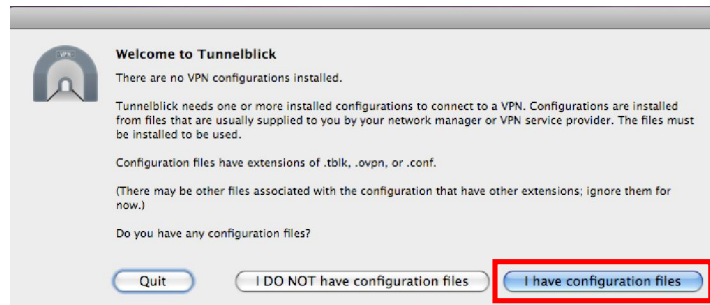 VPN
Welcome to Tunnelblick
There are no VPN configurations installed.
Tunnelblick needs one or more installed configurations to connect to a VPN. Configurations are installed
from files that are usually supplied to you by your network manager or VPN service provider. The files must
be installed to be used.
Configuration files have extensions of .tblk, .ovpn, or .conf.
(There may be other files associated with the configuration that have other extensions; ignore them for
now.)
Do you have any configuration files?
Quit
I DO NOT have configuration files
I have configuration files